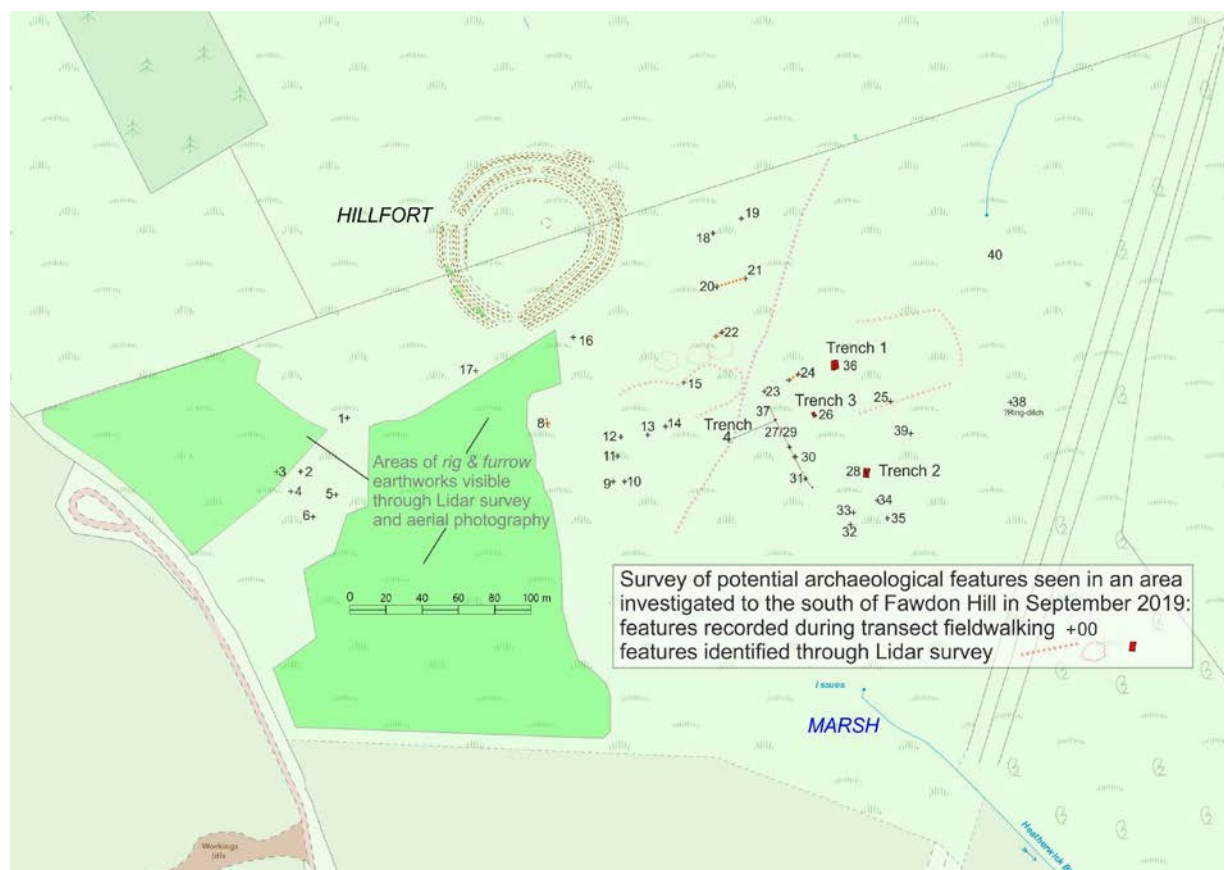 HILLFORT
19
18
40
21
20
16
22
Trench 1
36
17
15
24
23
25
38
?Ring-ditch
Trench 3
26
1
8
37
Trench
4
13
14
12
27/29
39
11
30
Areas of rig & furrow
earthworks visible
through Lidar survey
and aerial photography
3
2
28
Trench 2
4
5
9
10
31
34
6
33
35
32
0 20 40 60 80 100 m
Survey of potential archaeological features seen in an area
investigated to the south of Fawdon Hill in September 2019:
features recorded during transect fieldwalking +00
features identified through Lidar survey
Issues
MARSH
Workings
(dis)
Heatherwick B